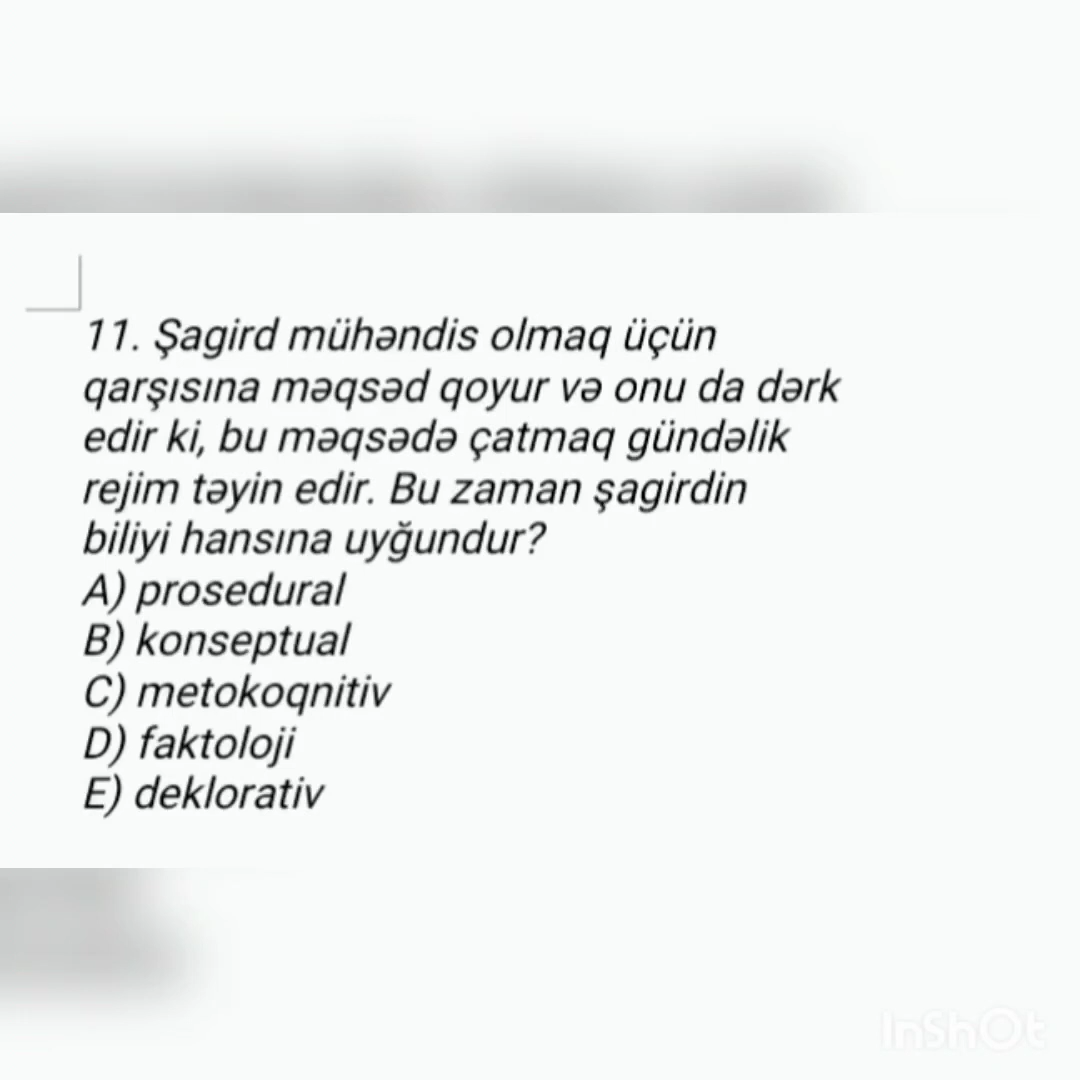 11. Şagird mühəndis olmaq üçün
qarşısına məqsəd qoyur və onu da dərk
edir ki, bu məqsədə çatmaq gündəlik
rejim təyin edir. Bu zaman şagirdin
biliyi hansına uyğundur?
A) prosedural
B) konseptual
C) metokoqnitiv
D) faktoloji
E) deklorativ
InShOt